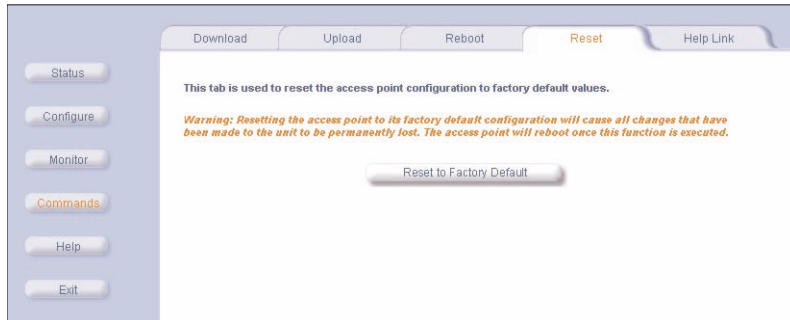 Download
Upload
Reboot
Reset
Help Link
Status
Configure
Monitor
Commands
Help
Exit
This tab is used to reset the access point configuration to factory default values.
Warning: Resetting the access point to its factory default configuration will cause all changes that have
been made to the unit to be permanently lost. The access point will reboot once this function is executed.
Reset to Factory Default